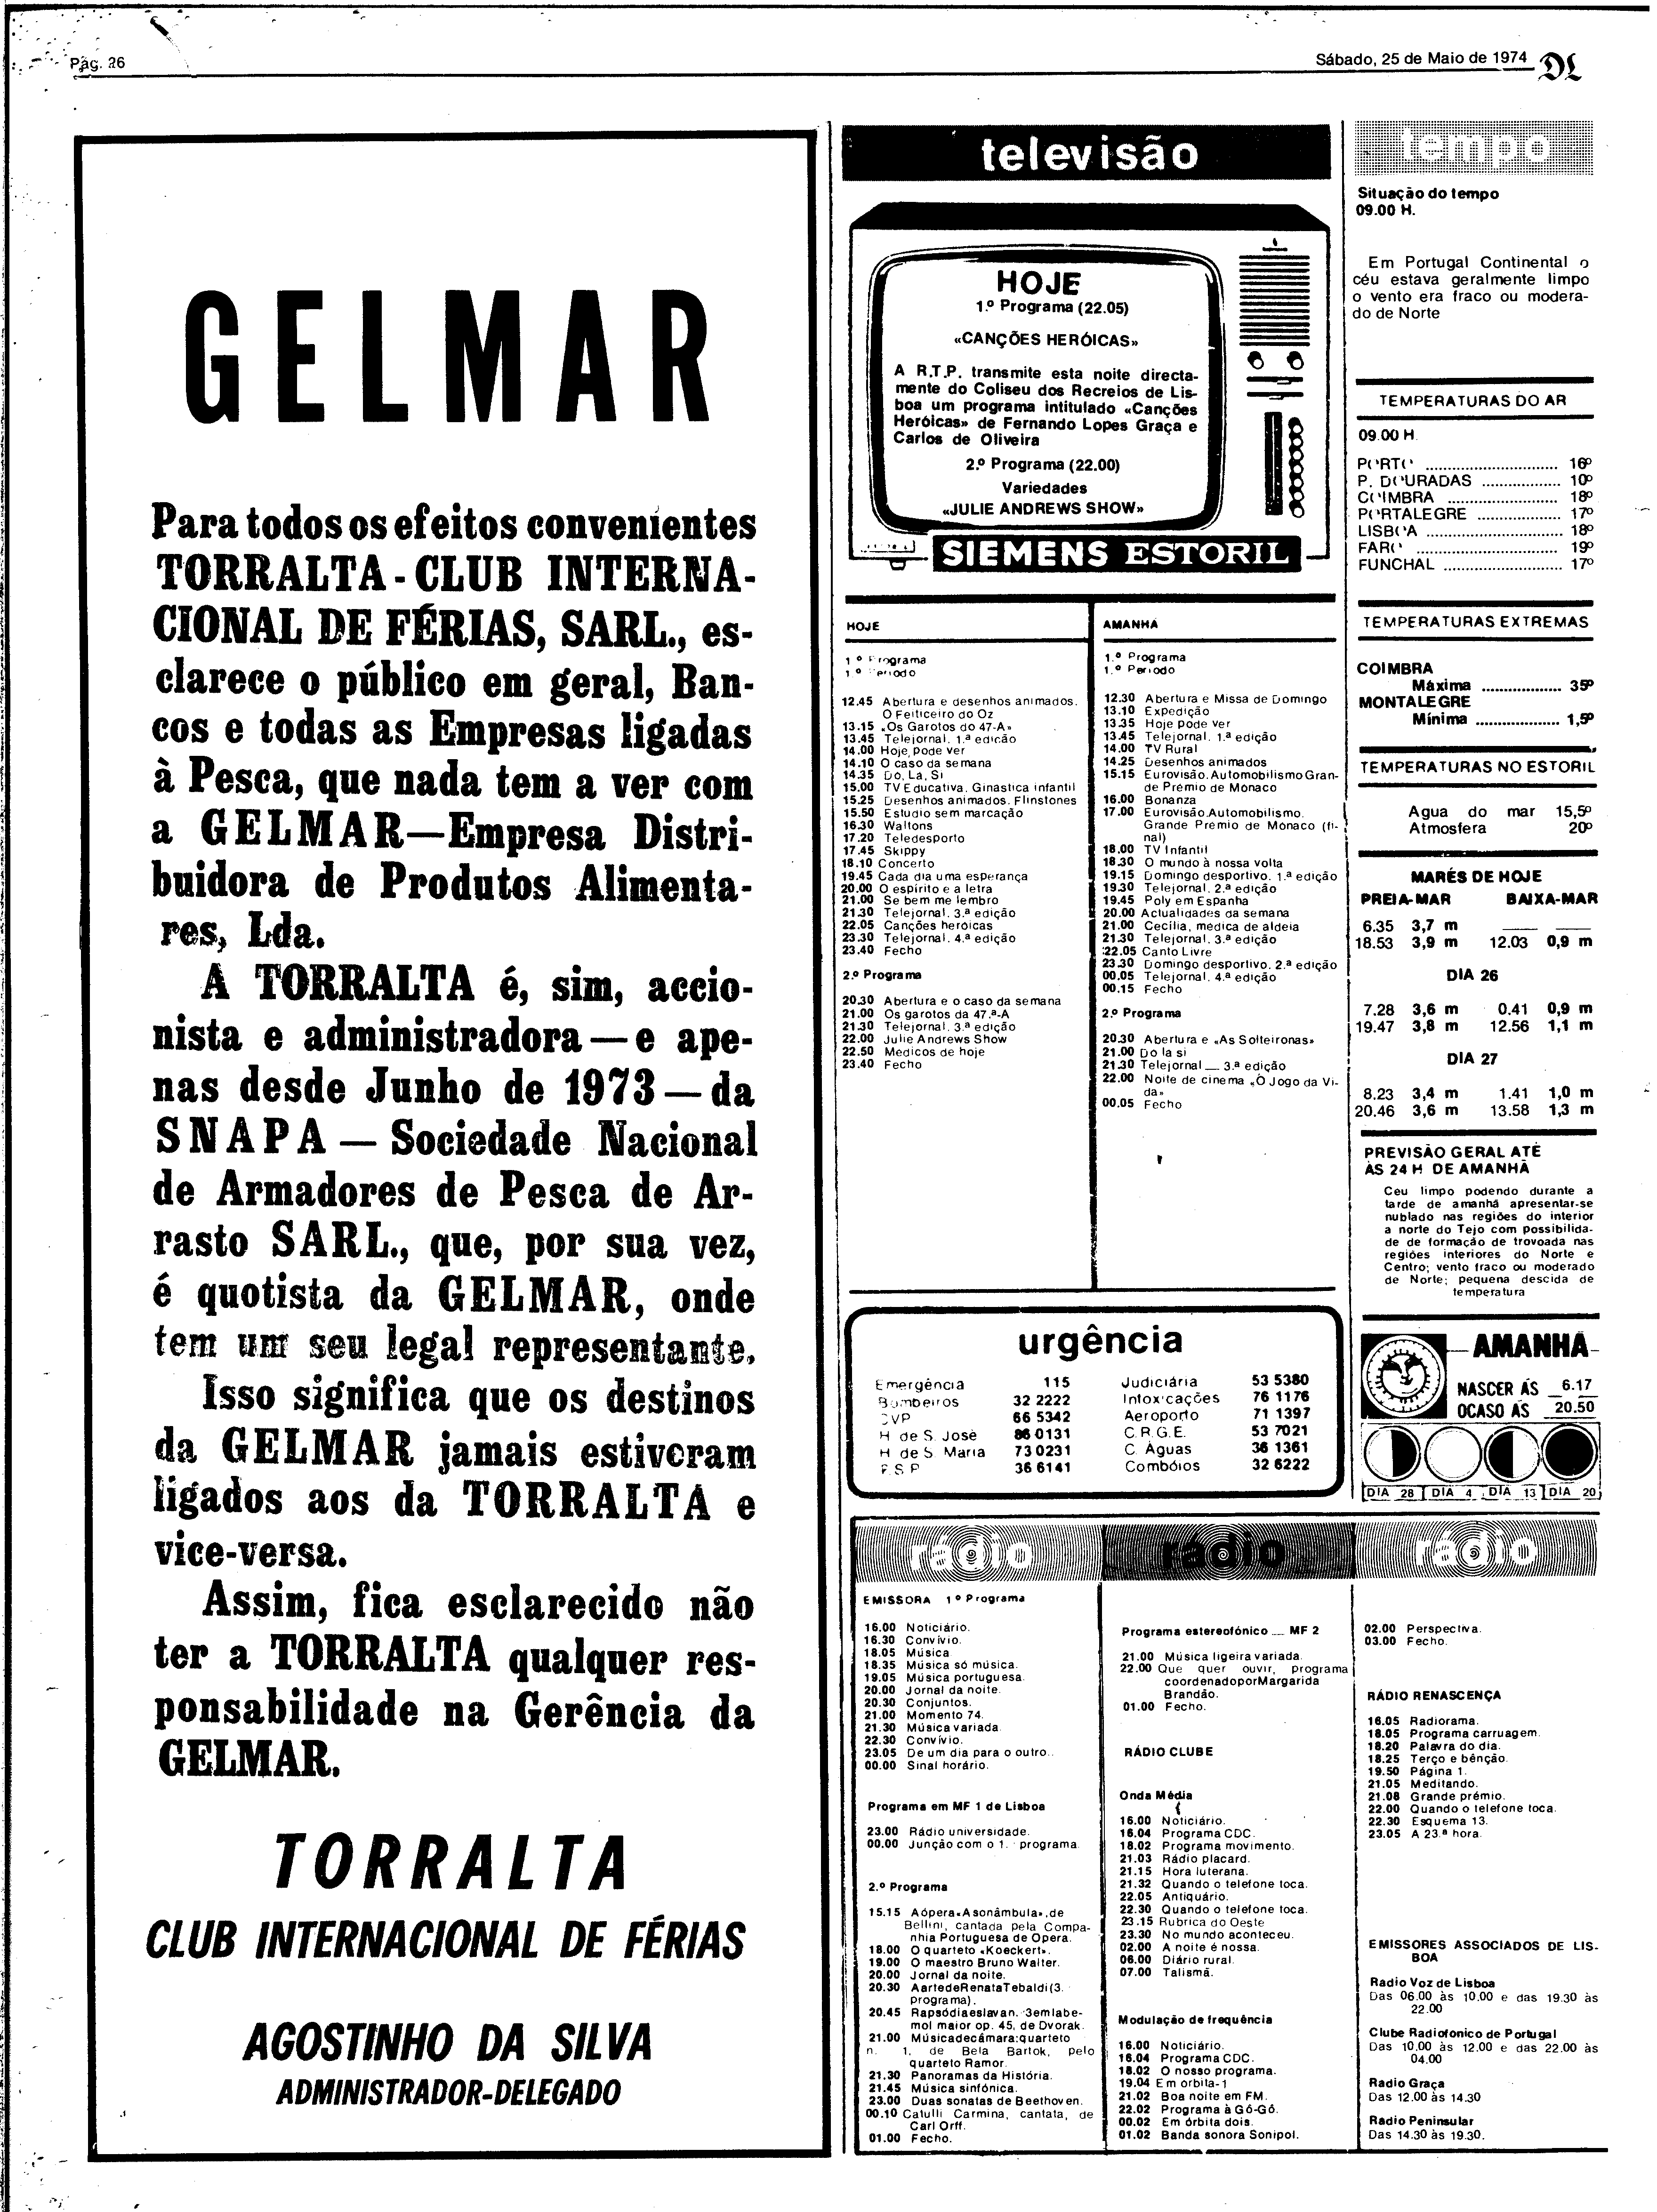 Pág. 26
Sábado, 25 de Maio de 1974
DL
GELMAR
Para todos os efeitos convenientes
TORRALTA - CLUB INTERNA-
CIONAL DE FÉRIAS, SARL., es-
clarece o público em geral, Ban-
cos e todas as Empresas ligadas
à Pesca, que nada tem a ver com
a GELMAR—Empresa Distri-
buidora de Produtos Alimenta-
res, Lda.
A TORRALTA é, sim, accio-
nista e administradora — e ape-
nas desde Junho de 1973 — da
SNAPA — Sociedade Nacional
de Armadores de Pesca de Ar-
rasto SARL., que, por sua vez,
é quotista da GELMAR, onde
tem um seu legal representante.
Isso significa que os destinos
da GELMAR jamais estiveram
ligados aos da TORRALTA e
vice-versa.
Assim, fica esclarecido não
ter a TORRALTA qualquer res-
ponsabilidade na Gerência da
GELMAR.
TORRALTA
CLUB INTERNACIONAL DE FÉRIAS
AGOSTINHO DA SILVA
ADMINISTRADOR-DELEGADO
televisão
HOJE
1.º Programa (22.05)
«CANÇÕES HERÓICAS»
A R.T.P. transmite esta noite directa-
mente do Coliseu dos Recreios de Lis-
boa um programa intitulado «Canções
Heróicas» de Fernando Lopes Graça e
Carlos de Oliveira
2.º Programa (22.00)
Variedades
«JULIE ANDREWS SHOW»
SIEMENS ESTORIL
HOJE
1.º Programa
1.º Periodo
12.45 Abertura e desenhos animados.
O Feiticeiro do Oz
13.15 «Os Garotos do 47-A»
13.45 Telejornal. 1.ª edicão
14.00 Hoje pode ver
14.10 O caso da semana
14.35 Do, La, Si
15.00 TV Educativa. Ginastica infantil
15.25 Desenhos animados. Flinstones
15.50 Estudio sem marcação
16.30 Waltons
17.20 Teledesporto
17.45 Skippy
18.10 Concerto
19.45 Cada dia uma esperança
20.00 O espírito e a letra
21.00 Se bem me lembro
21.30 Telejornal. 3.ª edição
22.05 Canções heróicas
23.30 Telejornal. 4.ª edição
23.40 Fecho
2.º Programa
20.30 Abertura e o caso da semana
21.00 Os garotos da 47.ª-A
21.30 Telejornal. 3.ª edição
22.00 Julie Andrews Show
22.50 Medicos de hoje
23.40 Fecho
AMANHA
1.º Programa
1.º Periodo
12.30 Abertura e Missa de Domingo
13.10 Expedição
13.35 Hoje pode ver
13.45 Telejornal. 1.ª edição
14.00 TV Rural
14.25 Desenhos animados
15.15 Eurovisão. Automobilismo Gran-
de Premio de Monaco
16.00 Bonanza
17.00 Eurovisão. Automobilismo.
Grande Premio de Monaco (fi-
nal)
18.00 TV Infantil
18.30 O mundo à nossa volta
19.15 Domingo desportivo. 1.ª edição
19.30 Telejornal. 2.ª edição
19.45 Poly em Espanha
20.00 Actualidades da semana
21.00 Cecilia, medica de aldeia
21.30 Telejornal. 3.ª edição
22.05 Canto Livre
23.30 Domingo desportivo. 2.ª edição
00.05 Telejornal. 4.ª edição
00.15 Fecho
2.º Programa
20.30 Abertura e «As Solteironas»
21.00 Do la si
21.30 Telejornal — 3.ª edição
22.00 Noite de cinema «O Jogo da Vi-
da»
00.05 Fecho
urgência
Emergência 115
Bombeiros 32 2222
CVP 66 5342
H de S. José 86 0131
H de S. Maria 73 0231
P.S.P. 36 6141
Judiciária 53 5380
Intoxicações 76 1176
Aeroporto 71 1397
C.R.G.E. 53 7021
C. Águas 36 1361
Combóios 32 6222
tempo
Situação do tempo
09.00 H.
Em Portugal Continental o
céu estava geralmente limpo
o vento era fraco ou modera-
do de Norte
TEMPERATURAS DO AR
09.00 H.
PORTO 16º
P. DOURADAS 10º
COIMBRA 18º
PORTALEGRE 17º
LISBOA 18º
FARO 19º
FUNCHAL 17º
TEMPERATURAS EXTREMAS
COIMBRA
Máxima 35º
MONTALEGRE
Mínima 1,5º
TEMPERATURAS NO ESTORIL
Agua do mar 15,5º
Atmosfera 20º
MARÉS DE HOJE
PREIA-MAR BAIXA-MAR
6.35 3,7 m
18.53 3,9 m 12.03 0,9 m
DIA 26
7.28 3,6 m 0.41 0,9 m
19.47 3,8 m 12.56 1,1 m
DIA 27
8.23 3,4 m 1.41 1,0 m
20.46 3,6 m 13.58 1,3 m
PREVISÃO GERAL ATÉ
ÀS 24 H DE AMANHÃ
Ceu limpo podendo durante a
tarde de amanhã apresentar-se
nublado nas regiões do interior
a norte do Tejo com possibilida-
de de formação de trovoada nas
regiões interiores do Norte e
Centro; vento fraco ou moderado
de Norte; pequena descida de
temperatura
AMANHÃ
NASCER ÀS 6.17
OCASO ÀS 20.50
DIA 28 DIA 4 DIA 13 DIA 20
rádio rádio rádio
EMISSORA 1º Programa
16.00 Noticiário.
16.30 Convívio.
18.05 Música
18.35 Música só música.
19.05 Música portuguesa.
20.00 Jornal da noite.
20.30 Conjuntos.
21.00 Momento 74.
21.30 Música variada.
22.30 Convívio.
23.05 De um dia para o outro.
00.00 Sinal horário.
Programa em MF 1 de Lisboa
23.00 Rádio universidade.
00.00 Junção com o 1. programa.
2.º Programa
15.15 A ópera «A sonâmbula», de
Bellini, cantada pela Compa-
nhia Portuguesa de Opera.
18.00 O quarteto «Koeckert».
19.00 O maestro Bruno Walter.
20.00 Jornal da noite.
20.30 A arte de Renata Tebaldi (3.
programa).
20.45 Rapsódia eslava n. 3 em lá be-
mol maior op. 45, de Dvorak.
21.00 Música de câmara: quarteto
n. 1, de Bela Bartok, pelo
quarteto Ramor.
21.30 Panoramas da História.
21.45 Música sinfónica.
23.00 Duas sonatas de Beethoven.
00.10 Catulli Carmina, cantata, de
Carl Orff.
01.00 Fecho.
Programa estereofónico — MF 2
21.00 Música ligeira variada.
22.00 Que quer ouvir, programa
coordenado por Margarida
Brandão.
01.00 Fecho.
RÁDIO CLUBE
Onda Média
16.00 Noticiário.
16.04 Programa CDC.
18.02 Programa movimento.
21.03 Rádio placard.
21.15 Hora luterana.
21.32 Quando o telefone toca.
22.05 Antiquário.
22.30 Quando o telefone toca.
23.15 Rubrica do Oeste
23.30 No mundo aconteceu.
02.00 A noite é nossa.
06.00 Diário rural.
07.00 Talismã.
Modulação de frequência
16.00 Noticiário.
16.04 Programa CDC.
18.02 O nosso programa.
19.04 Em orbita-1
21.02 Boa noite em FM.
22.02 Programa à Gô-Gô.
00.02 Em órbita dois.
01.02 Banda sonora Sonipol.
02.00 Perspectiva.
03.00 Fecho.
RÁDIO RENASCENÇA
16.05 Radiorama.
18.05 Programa carruagem.
18.20 Palavra do dia.
18.25 Terço e bênção.
19.50 Página 1.
21.05 Meditando.
21.08 Grande prémio.
22.00 Quando o telefone toca.
22.30 Esquema 13.
23.05 A 23.ª hora.
EMISSORES ASSOCIADOS DE LIS-
BOA
Radio Voz de Lisboa
Das 06.00 às 10.00 e das 19.30 às
22.00
Clube Radiofonico de Portugal
Das 10.00 às 12.00 e das 22.00 às
04.00
Radio Graça
Das 12.00 às 14.30
Radio Peninsular
Das 14.30 às 19.30.